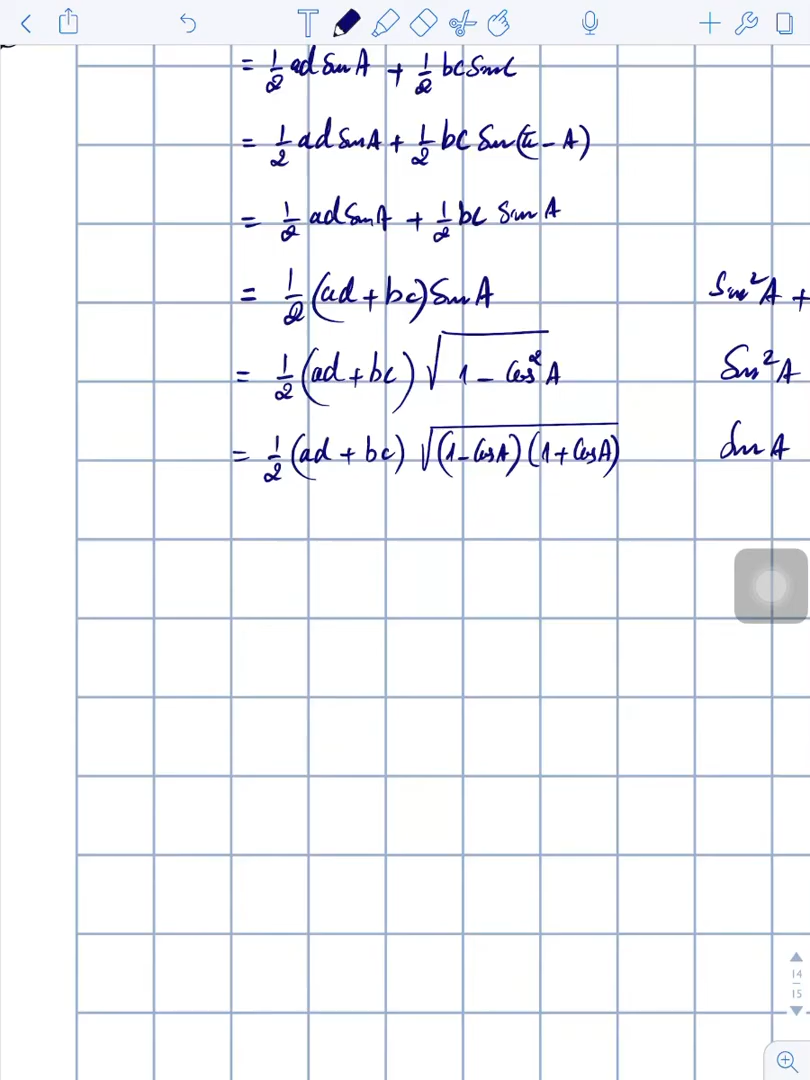 = 1/2 ad Sin A + 1/2 bc Sin C
= 1/2 ad Sin A + 1/2 bc Sin(π - A)
= 1/2 ad Sin A + 1/2 bc Sin A
= 1/2 (ad + bc) Sin A
Sin²A +
= 1/2 (ad + bc) √(1 - Cos²A)
Sin²A
= 1/2 (ad + bc) √((1 - Cos A)(1 + Cos A))
Sin A
14
15